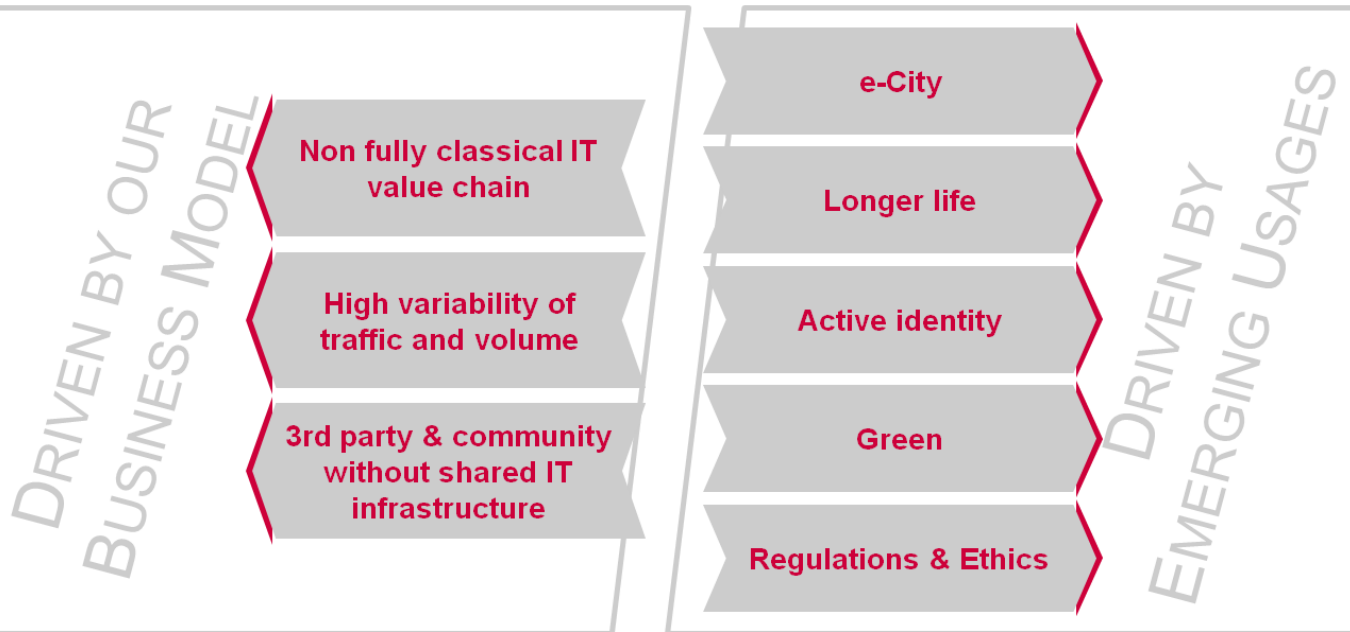 DRIVEN BY OUR
BUSINESS MODEL
Non fully classical IT
value chain
High variability of
traffic and volume
3rd party & community
without shared IT
infrastructure
e-City
Longer life
Active identity
Green
Regulations & Ethics
DRIVEN BY
EMERGING USAGES